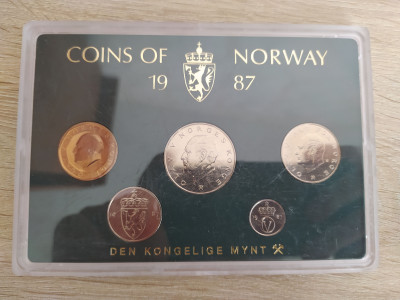 COINS OF NORWAY
19 87
DEN KONGELIGE MYNT